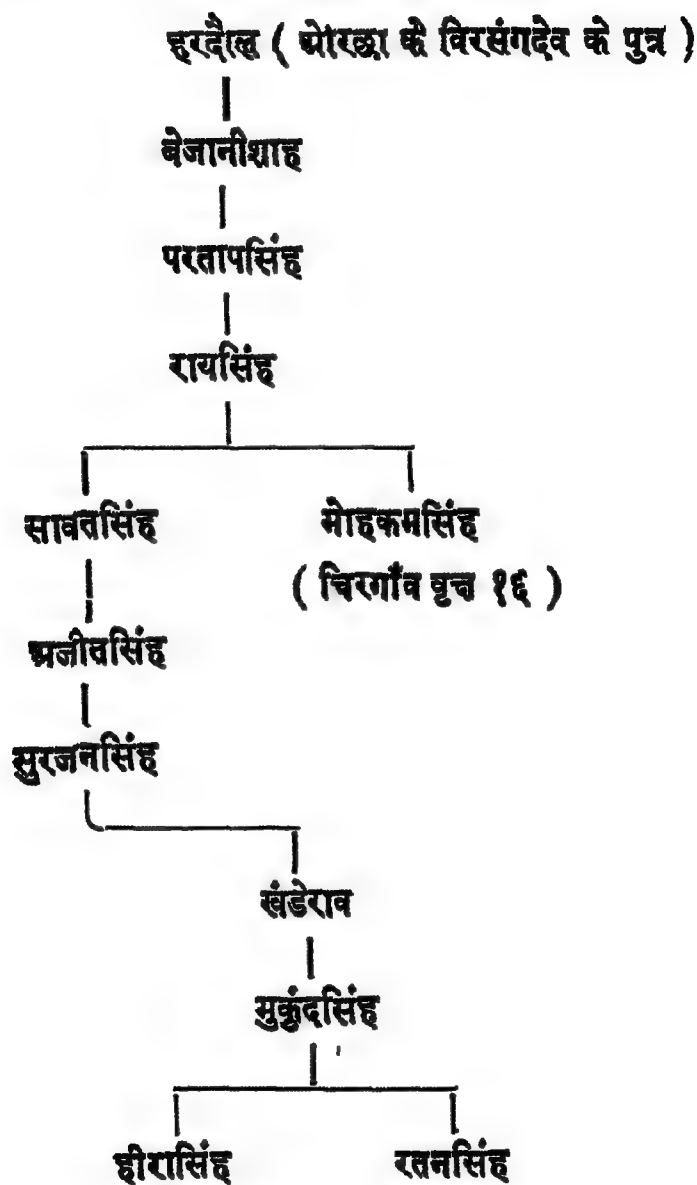 हरदौल ( ओरछा के विरसंगदेव के पुत्र )
बेजानीशाह
परतापसिंह
रायसिंह
सावतसिंह मोहकमसिंह
( चिरगाँव वृक्ष १६ )
अजीतसिंह
सुरजनसिंह
खंडेराव
मुकुंदसिंह
हीरासिंह रतनसिंह